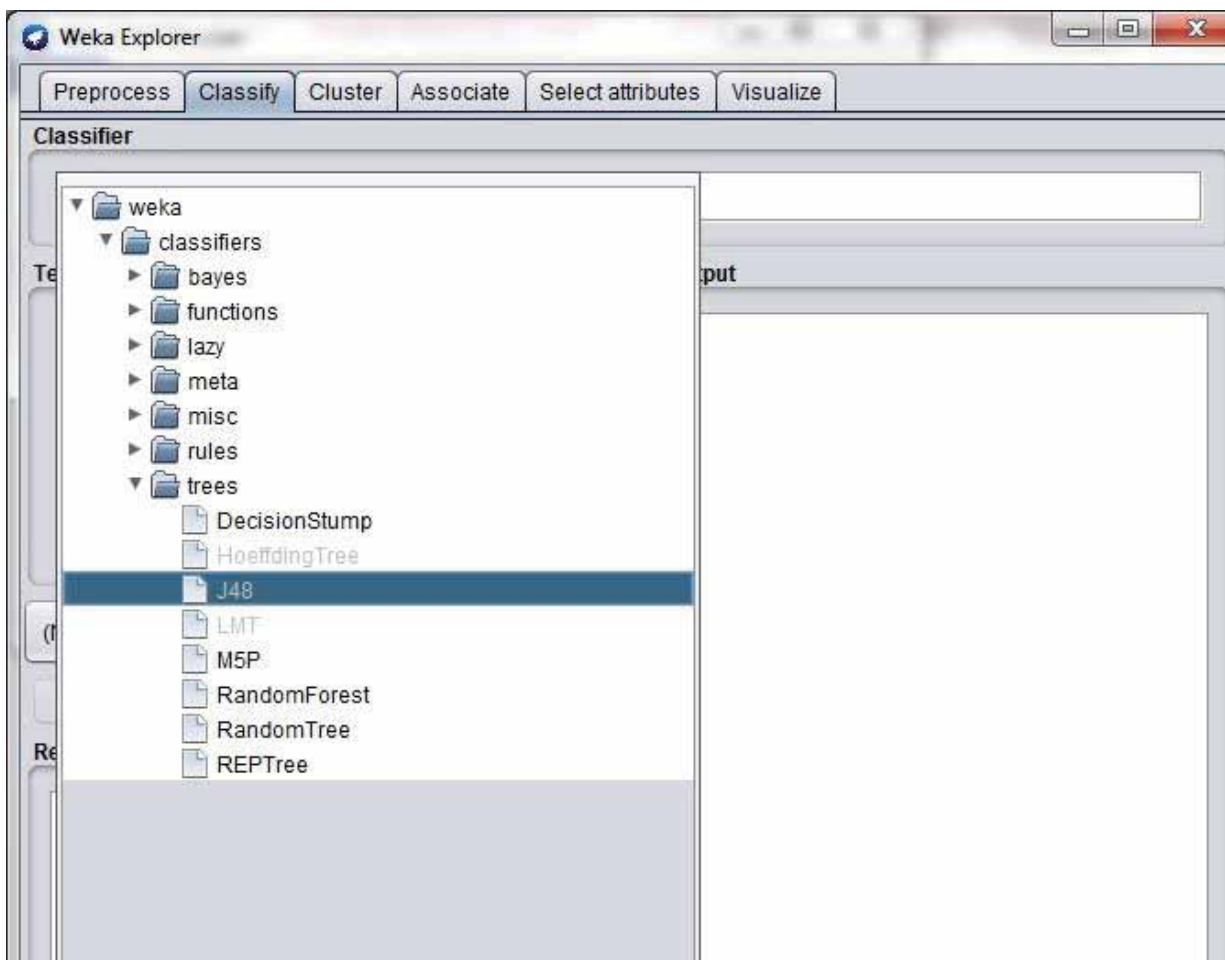 Weka Explorer
Preprocess Classify Cluster Associate Select attributes Visualize
Classifier
weka
classifiers
Te
bayes
put
functions
lazy
meta
misc
rules
trees
DecisionStump
HoeffdingTree
J48
LMT
(N
M5P
RandomForest
RandomTree
Re
REPTree